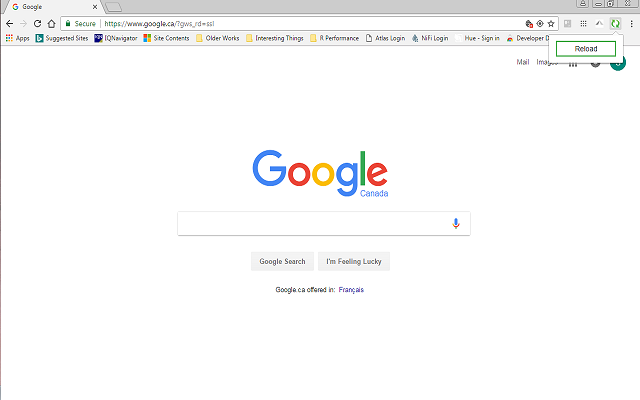 Google
Secure https://www.google.ca/?gws_rd=ssl
Apps Suggested Sites IQNavigator Site Contents Older Works Interesting Things R Performance Atlas Login NiFi Login Hue - Sign in Developer D
Reload
Mail Images
Google
Canada
Google Search I'm Feeling Lucky
Google.ca offered in: Français